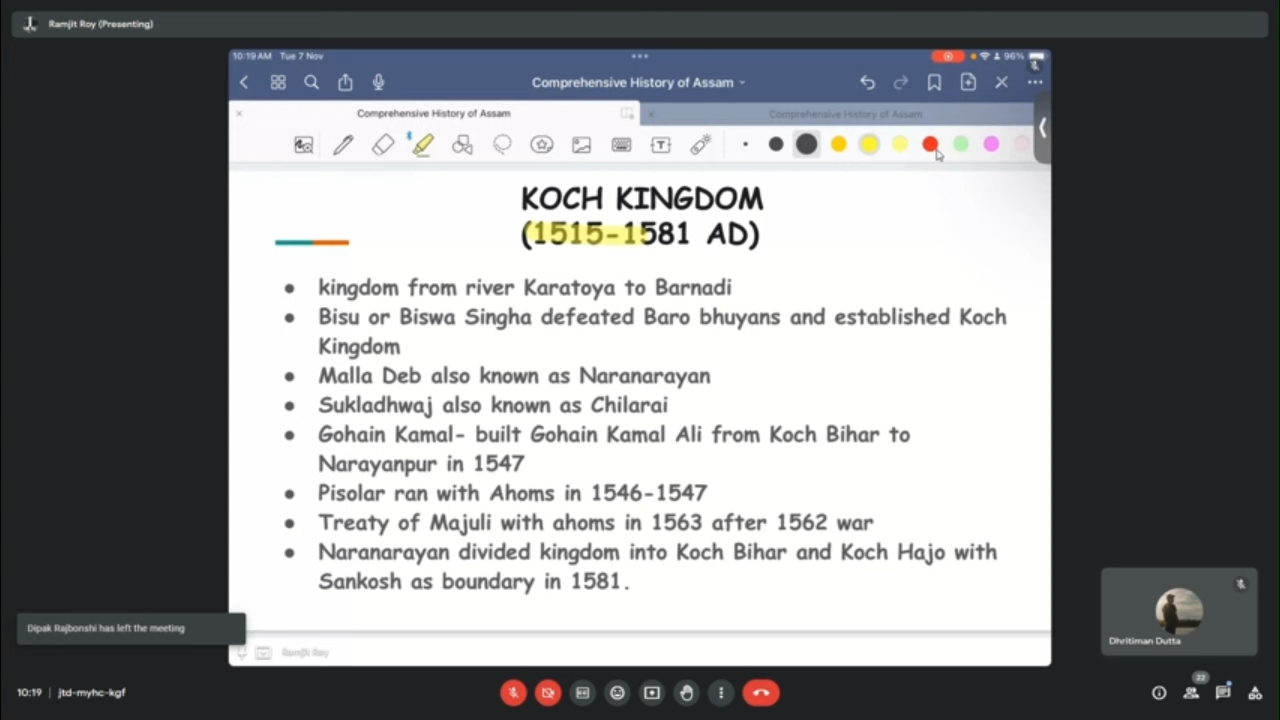 Ramjit Roy (Presenting)
10:19 AM Tue 7 Nov
96%
Comprehensive History of Assam
Comprehensive History of Assam
Comprehensive History of Assam
KOCH KINGDOM
(1515-1581 AD)
• kingdom from river Karatoya to Barnadi
• Bisu or Biswa Singha defeated Baro bhuyans and established Koch
Kingdom
• Malla Deb also known as Naranarayan
• Sukladhwaj also known as Chilarai
• Gohain Kamal- built Gohain Kamal Ali from Koch Bihar to
Narayanpur in 1547
• Pisolar ran with Ahoms in 1546-1547
• Treaty of Majuli with ahoms in 1563 after 1562 war
• Naranarayan divided kingdom into Koch Bihar and Koch Hajo with
Sankosh as boundary in 1581.
Dipak Rajbonshi has left the meeting
Ramjit Roy
Dhritiman Dutta
10:19 | jtd-myhc-kgf
22